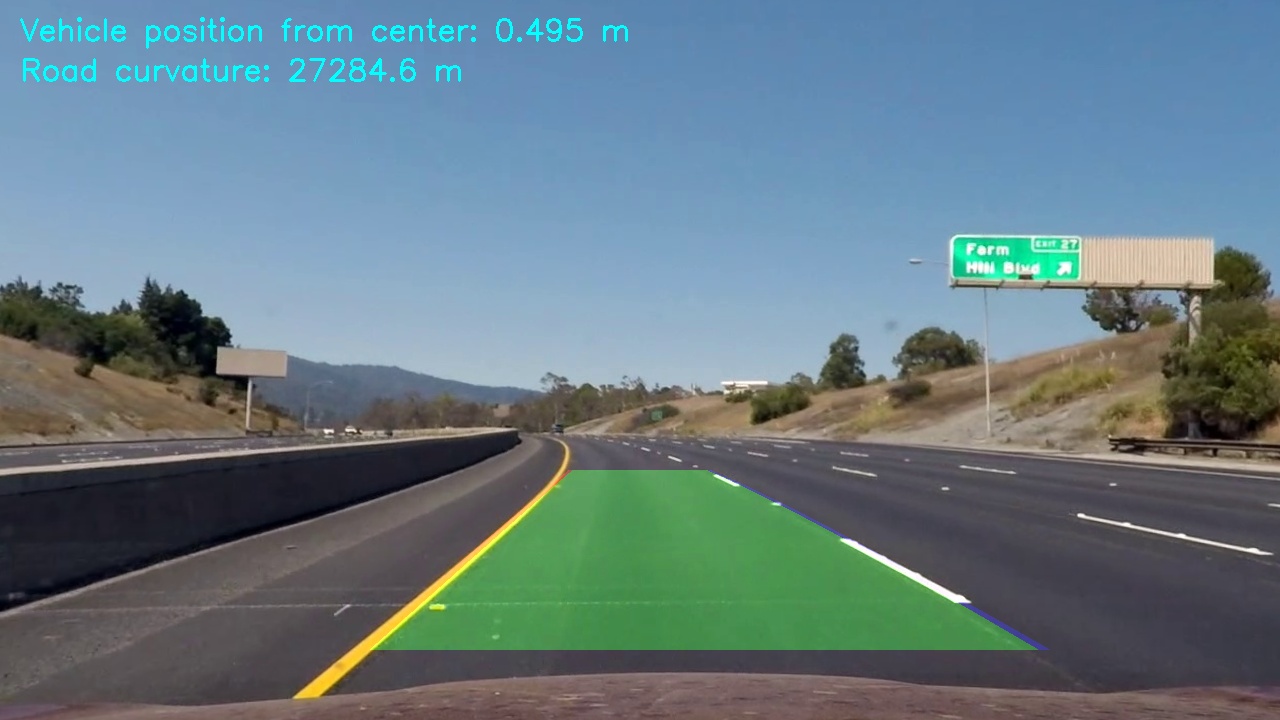 Vehicle position from center: 0.495 m
Road curvature: 27284.6 m
EXIT 27
Farm
Hill Blvd